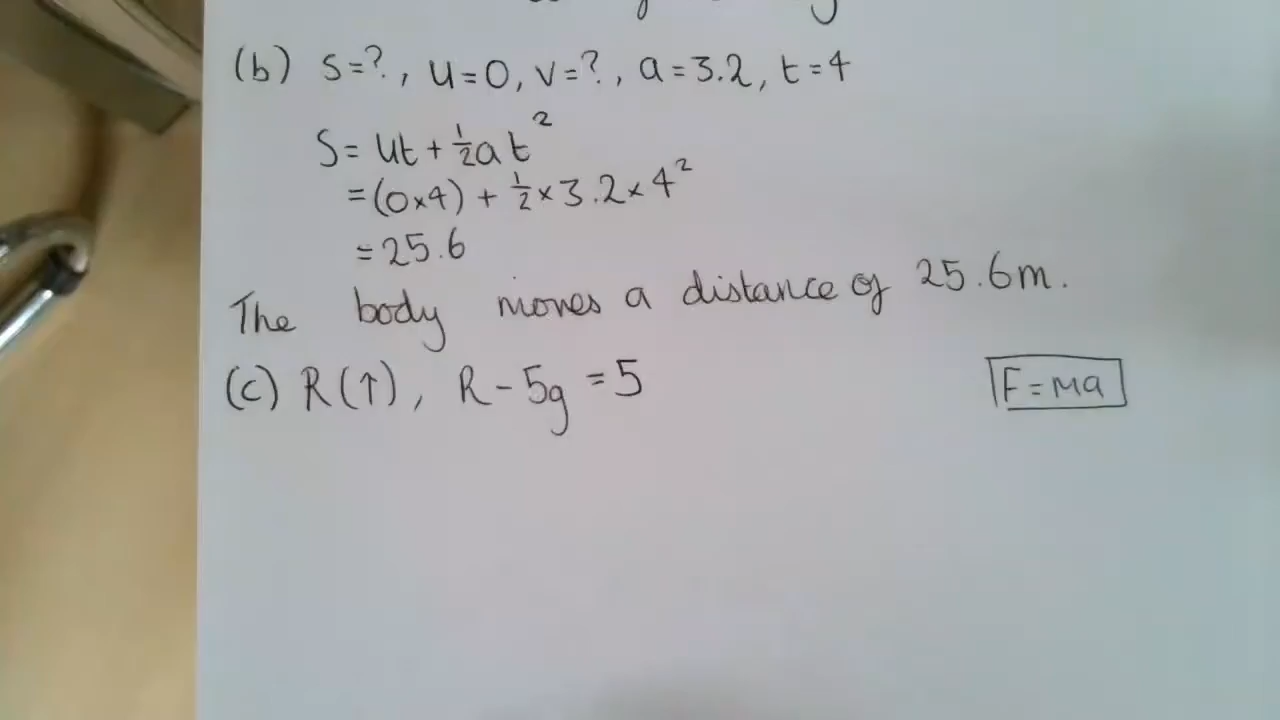 (b) S=?, u=0, v=?, a=3.2, t=4
S= ut + ½at²
=(0×4) + ½×3.2×4²
=25.6
The body moves a distance of 25.6m.
(c) R(↑), R-5g =5
F=ma